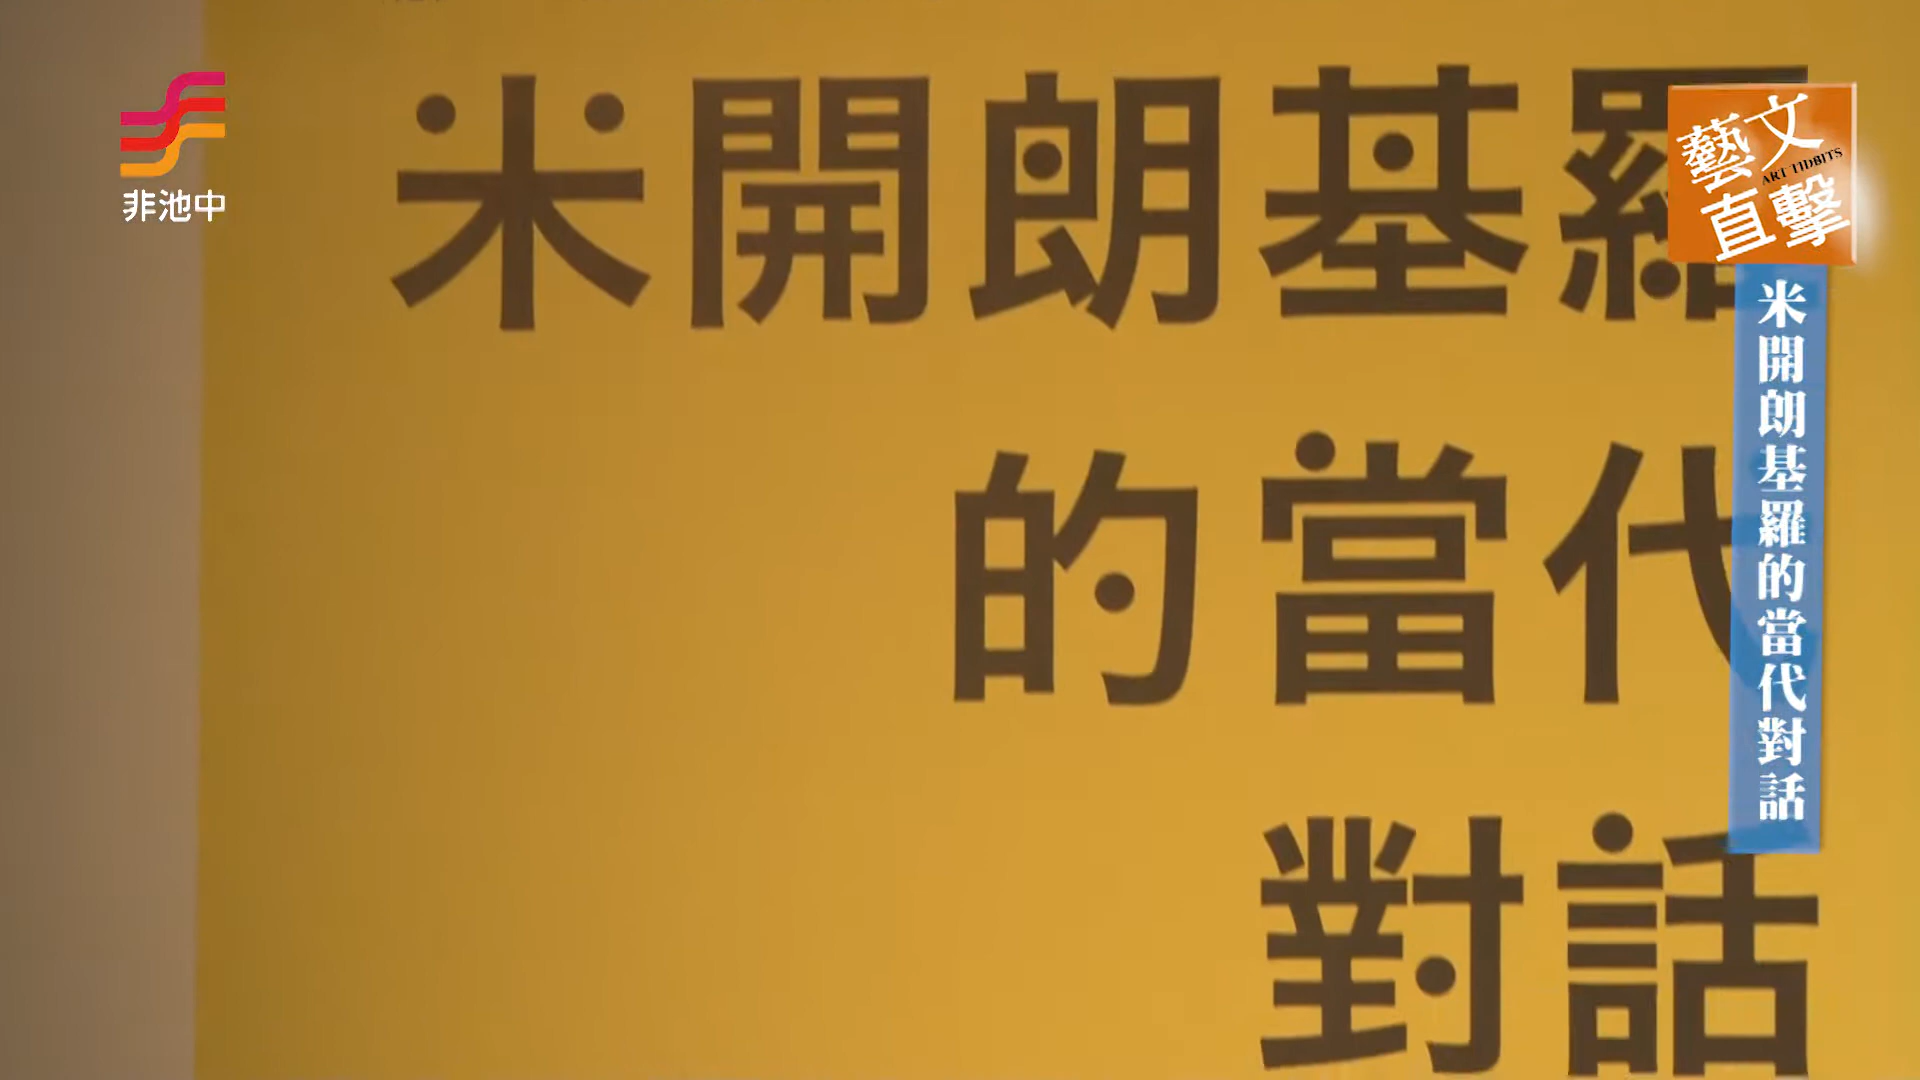 非池中
米開朗基羅
的當代
對話
藝文
ART TIDBITS
直擊
米開朗基羅的當代對話